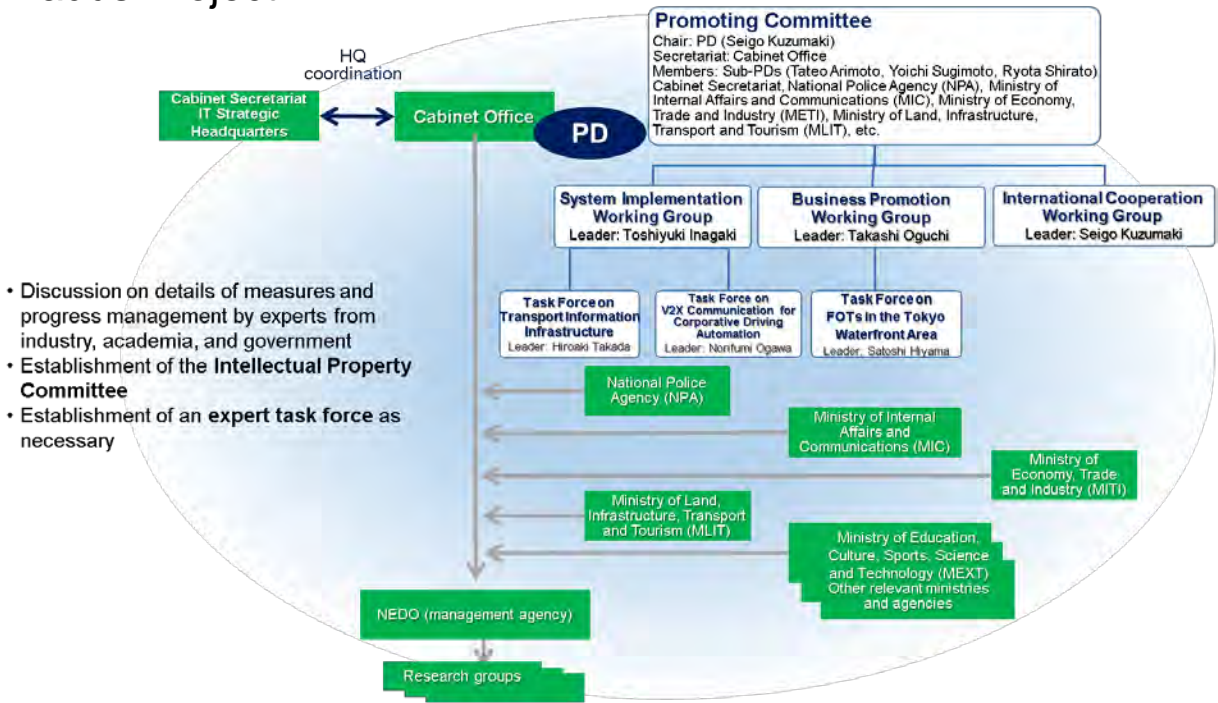 Promoting Committee
Chair: PD (Seigo Kuzumaki)
Secretariat: Cabinet Office
Members: Sub-PDs (Tateo Arimoto, Yoichi Sugimoto, Ryota Shirato)
Cabinet Secretariat, National Police Agency (NPA), Ministry of
Internal Affairs and Communications (MIC), Ministry of Economy,
Trade and Industry (METI), Ministry of Land, Infrastructure,
Transport and Tourism (MLIT), etc.
HQ
coordination
Cabinet Secretariat
IT Strategic
Headquarters
Cabinet Office
PD
System Implementation
Working Group
Leader: Toshiyuki Inagaki
Business Promotion
Working Group
Leader: Takashi Oguchi
International Cooperation
Working Group
Leader: Seigo Kuzumaki
• Discussion on details of measures and
progress management by experts from
industry, academia, and government
• Establishment of the Intellectual Property
Committee
• Establishment of an expert task force as
necessary
Task Force on
Transport Information
Infrastructure
Leader: Hiroaki Takada
Task Force on
V2X Communication for
Corporative Driving
Automation
Leader: Norifumi Ogawa
Task Force on
FOTs in the Tokyo
Waterfront Area
Leader: Satoshi Hiyama
National Police
Agency (NPA)
Ministry of Internal
Affairs and
Communications (MIC)
Ministry of
Economy, Trade
and Industry (MITI)
Ministry of Land,
Infrastructure, Transport
and Tourism (MLIT)
Ministry of Education,
Culture, Sports, Science
and Technology (MEXT)
Other relevant ministries
and agencies
NEDO (management agency)
Research groups